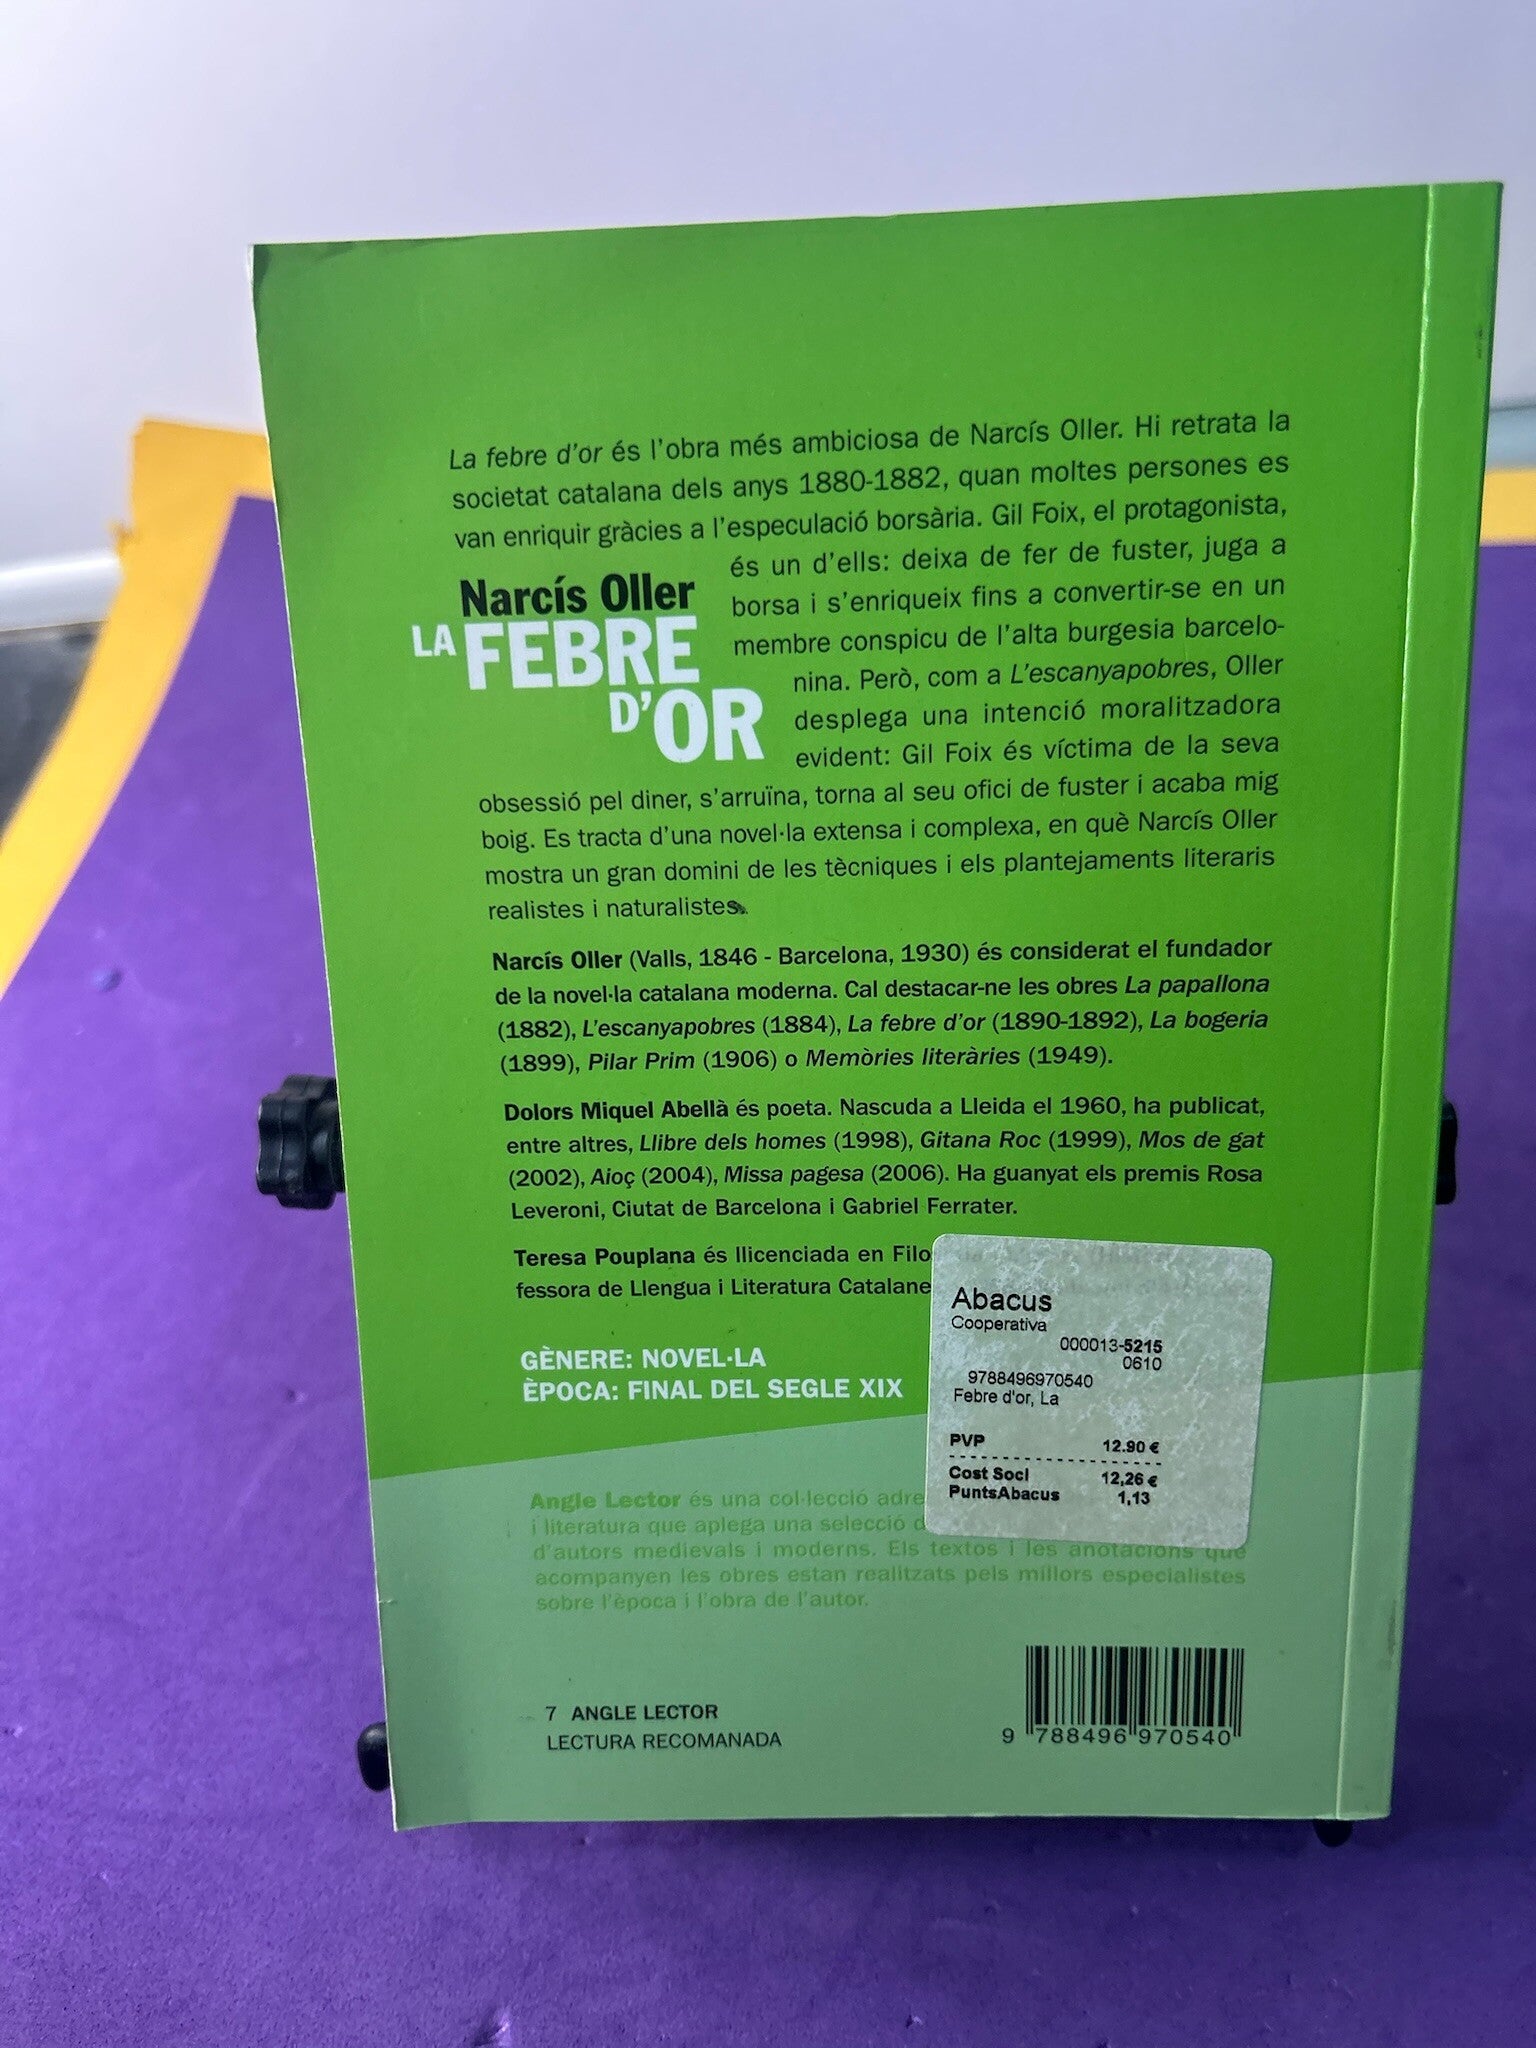 La febre d'or és l'obra més ambiciosa de Narcís Oller. Hi retrata la
societat catalana dels anys 1880-1882, quan moltes persones es
van enriquir gràcies a l'especulació borsària. Gil Foix, el protagonista,
és un d'ells: deixa de fer de fuster, juga a
borsa i s'enriqueix fins a convertir-se en un
membre conspicu de l'alta burgesia barcelo-
nina. Però, com a L'escanyapobres, Oller
desplega una intenció moralitzadora
evident: Gil Foix és víctima de la seva
obsessió pel diner, s'arruïna, torna al seu ofici de fuster i acaba mig
boig. Es tracta d'una novel·la extensa i complexa, en què Narcís Oller
mostra un gran domini de les tècniques i els plantejaments literaris
realistes i naturalistes.
Narcís Oller
LA FEBRE
D'OR
Narcís Oller (Valls, 1846 - Barcelona, 1930) és considerat el fundador
de la novel·la catalana moderna. Cal destacar-ne les obres La papallona
(1882), L'escanyapobres (1884), La febre d'or (1890-1892), La bogeria
(1899), Pilar Prim (1906) o Memòries literàries (1949).
Dolors Miquel Abellà és poeta. Nascuda a Lleida el 1960, ha publicat,
entre altres, Llibre dels homes (1998), Gitana Roc (1999), Mos de gat
(2002), Aioç (2004), Missa pagesa (2006). Ha guanyat els premis Rosa
Leveroni, Ciutat de Barcelona i Gabriel Ferrater.
Teresa Pouplana és llicenciada en Filo
fessora de Llengua i Literatura Catalane
GÈNERE: NOVEL·LA
ÈPOCA: FINAL DEL SEGLE XIX
Abacus
Cooperativa
000013-5215
0610
9788496970540
Febre d'or, La
PVP 12.90 €
Cost Soci 12,26 €
PuntsAbacus 1,13
Angle Lector és una col·lecció adre
i literatura que aplega una selecció d
d'autors medievals i moderns. Els textos i les anotacions que
acompanyen les obres estan realitzats pels millors especialistes
sobre l'època i l'obra de l'autor.
7 ANGLE LECTOR
LECTURA RECOMANADA
9 788496 970540